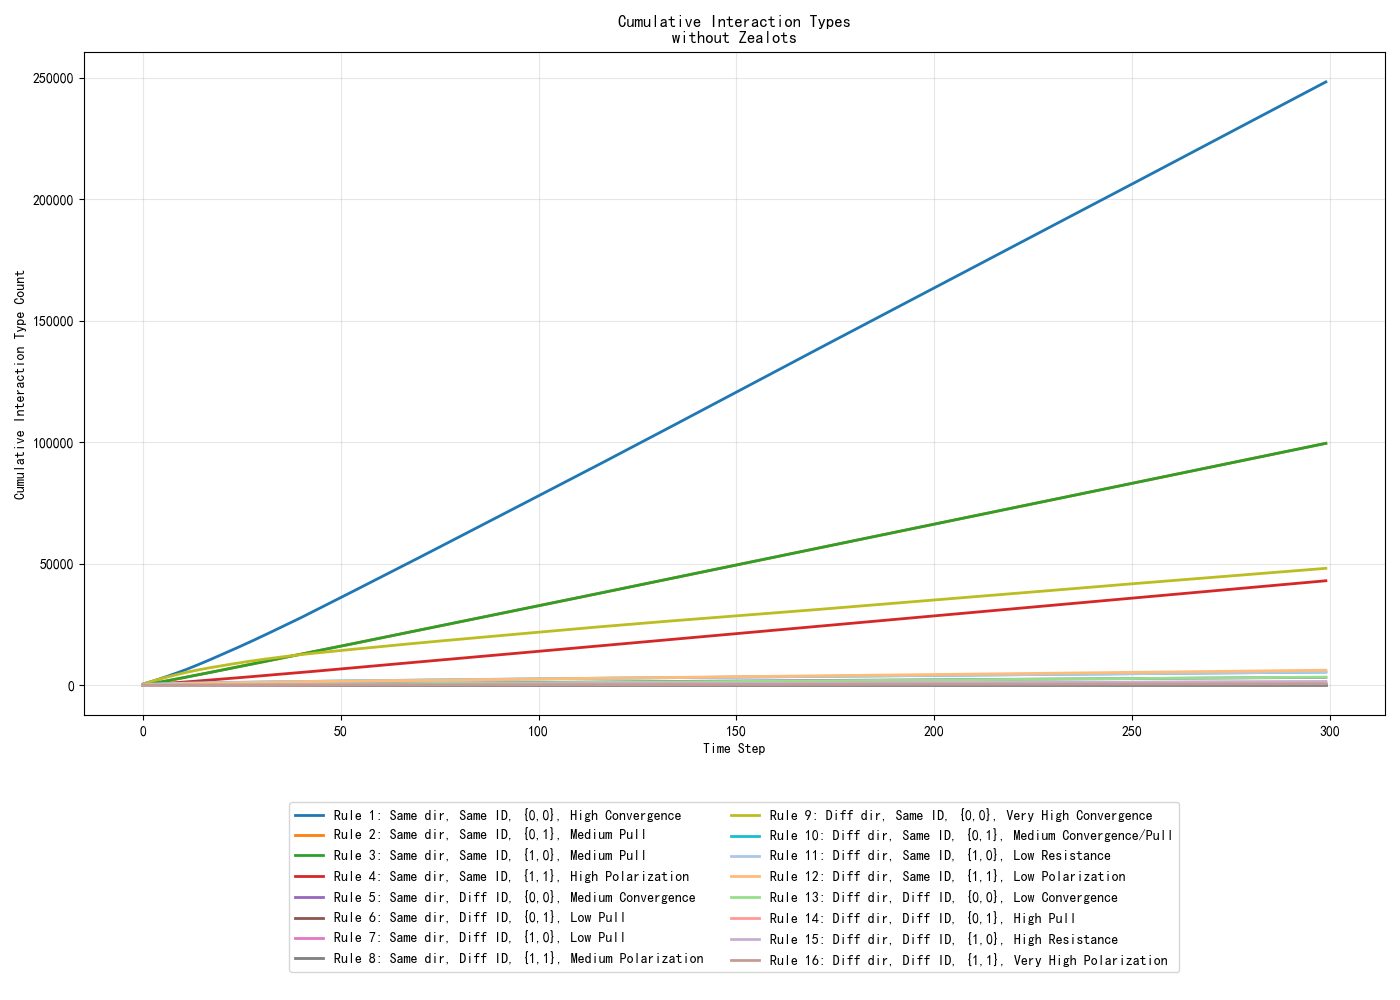 Cumulative Interaction Types
without Zealots
Cumulative Interaction Type Count
250000
200000
150000
100000
50000
0
0
50
100
150
200
250
300
Time Step
Rule 1: Same dir, Same ID, {0,0}, High Convergence
Rule 2: Same dir, Same ID, {0,1}, Medium Pull
Rule 3: Same dir, Same ID, {1,0}, Medium Pull
Rule 4: Same dir, Same ID, {1,1}, High Polarization
Rule 5: Same dir, Diff ID, {0,0}, Medium Convergence
Rule 6: Same dir, Diff ID, {0,1}, Low Pull
Rule 7: Same dir, Diff ID, {1,0}, Low Pull
Rule 8: Same dir, Diff ID, {1,1}, Medium Polarization
Rule 9: Diff dir, Same ID, {0,0}, Very High Convergence
Rule 10: Diff dir, Same ID, {0,1}, Medium Convergence/Pull
Rule 11: Diff dir, Same ID, {1,0}, Low Resistance
Rule 12: Diff dir, Same ID, {1,1}, Low Polarization
Rule 13: Diff dir, Diff ID, {0,0}, Low Convergence
Rule 14: Diff dir, Diff ID, {0,1}, High Pull
Rule 15: Diff dir, Diff ID, {1,0}, High Resistance
Rule 16: Diff dir, Diff ID, {1,1}, Very High Polarization